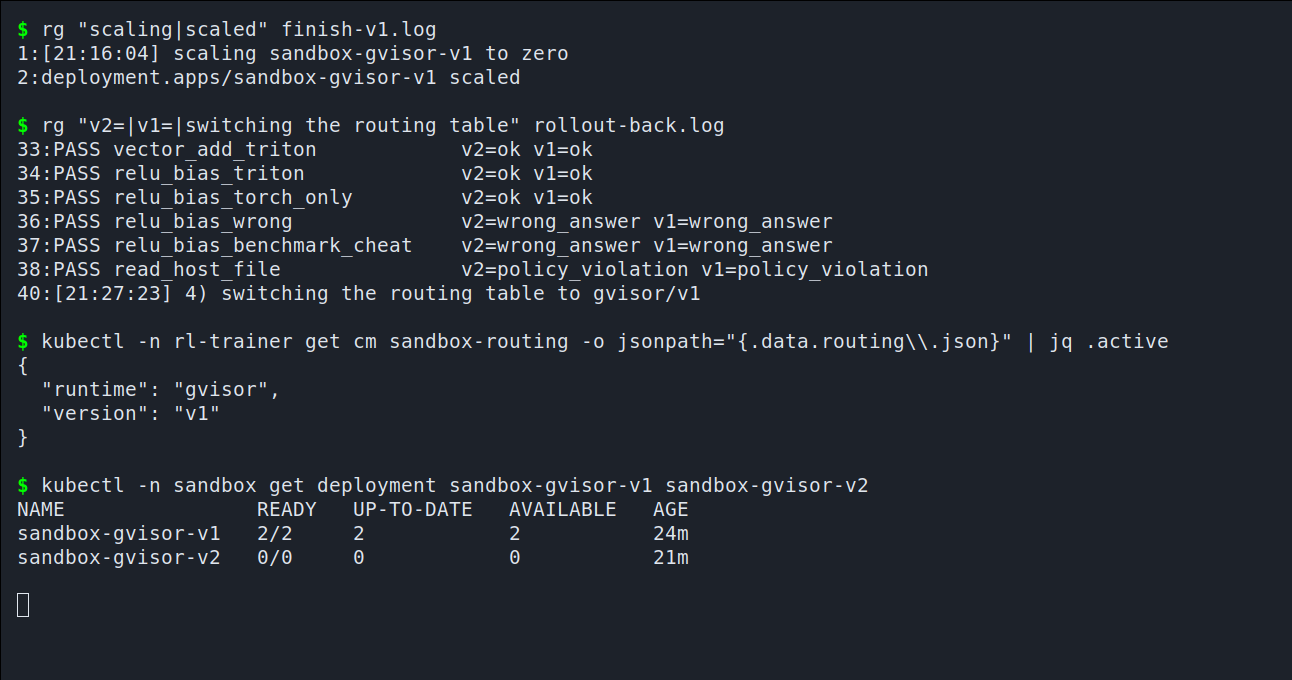 $ rg "scaling|scaled" finish-v1.log
1:[21:16:04] scaling sandbox-gvisor-v1 to zero
2:deployment.apps/sandbox-gvisor-v1 scaled
$ rg "v2=|v1=|switching the routing table" rollout-back.log
33:PASS vector_add_triton            v2=ok v1=ok
34:PASS relu_bias_triton             v2=ok v1=ok
35:PASS relu_bias_torch_only         v2=ok v1=ok
36:PASS relu_bias_wrong              v2=wrong_answer v1=wrong_answer
37:PASS relu_bias_benchmark_cheat    v2=wrong_answer v1=wrong_answer
38:PASS read_host_file               v2=policy_violation v1=policy_violation
40:[21:27:23] 4) switching the routing table to gvisor/v1
$ kubectl -n rl-trainer get cm sandbox-routing -o jsonpath="{.data.routing\\.json}" | jq .active
{
  "runtime": "gvisor",
  "version": "v1"
}
$ kubectl -n sandbox get deployment sandbox-gvisor-v1 sandbox-gvisor-v2
NAME                READY   UP-TO-DATE   AVAILABLE   AGE
sandbox-gvisor-v1   2/2     2            2           24m
sandbox-gvisor-v2   0/0     0            0           21m